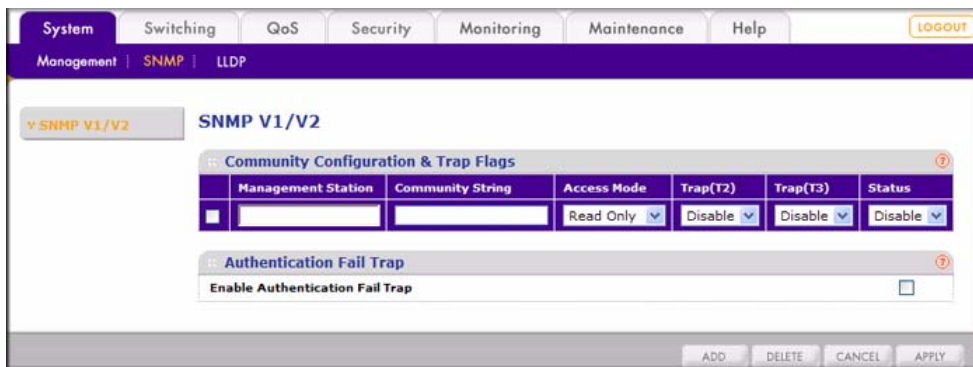 System Switching QoS Security Monitoring Maintenance Help LOGOUT
Management | SNMP | LLDP
SNMP V1/V2
SNMP V1/V2
Community Configuration & Trap Flags ?
Management Station Community String Access Mode Trap(T2) Trap(T3) Status
Read Only Disable Disable Disable
Authentication Fail Trap ?
Enable Authentication Fail Trap
ADD DELETE CANCEL APPLY